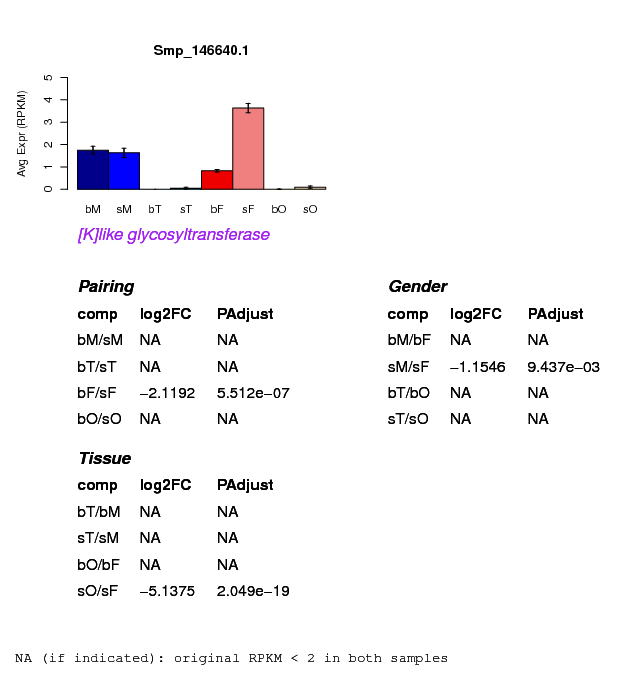 Smp_146640.1
Avg Expr (RPKM)
0 1 2 3 4 5
bM sM bT sT bF sF bO sO
[K]like glycosyltransferase
Pairing
comp log2FC PAdjust
bM/sM NA NA
bT/sT NA NA
bF/sF −2.1192 5.512e−07
bO/sO NA NA
Gender
comp log2FC PAdjust
bM/bF NA NA
sM/sF −1.1546 9.437e−03
bT/bO NA NA
sT/sO NA NA
Tissue
comp log2FC PAdjust
bT/bM NA NA
sT/sM NA NA
bO/bF NA NA
sO/sF −5.1375 2.049e−19
NA (if indicated): original RPKM < 2 in both samples